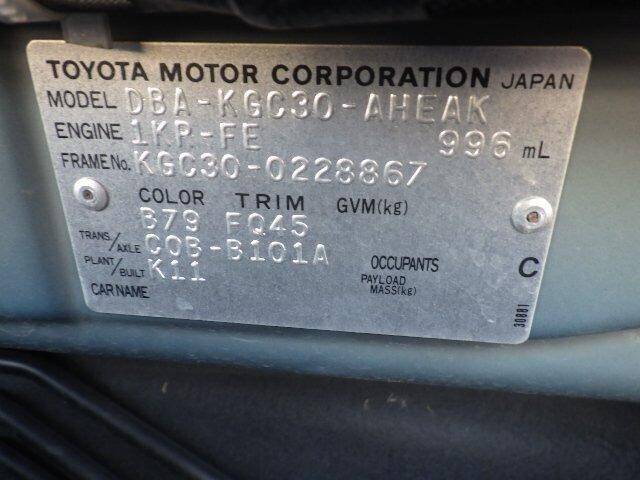 TOYOTA MOTOR CORPORATION JAPAN
MODEL DBA-KGC30-AHEAK
ENGINE 1KR-FE 996 mL
FRAME No. KGC30-0228867
COLOR TRIM GVM(kg)
B79 FQ45
TRANS./AXLE C0B-B101A OCCUPANTS C
PLANT/BUILT K11 PAYLOAD MASS(kg)
CAR NAME
30881